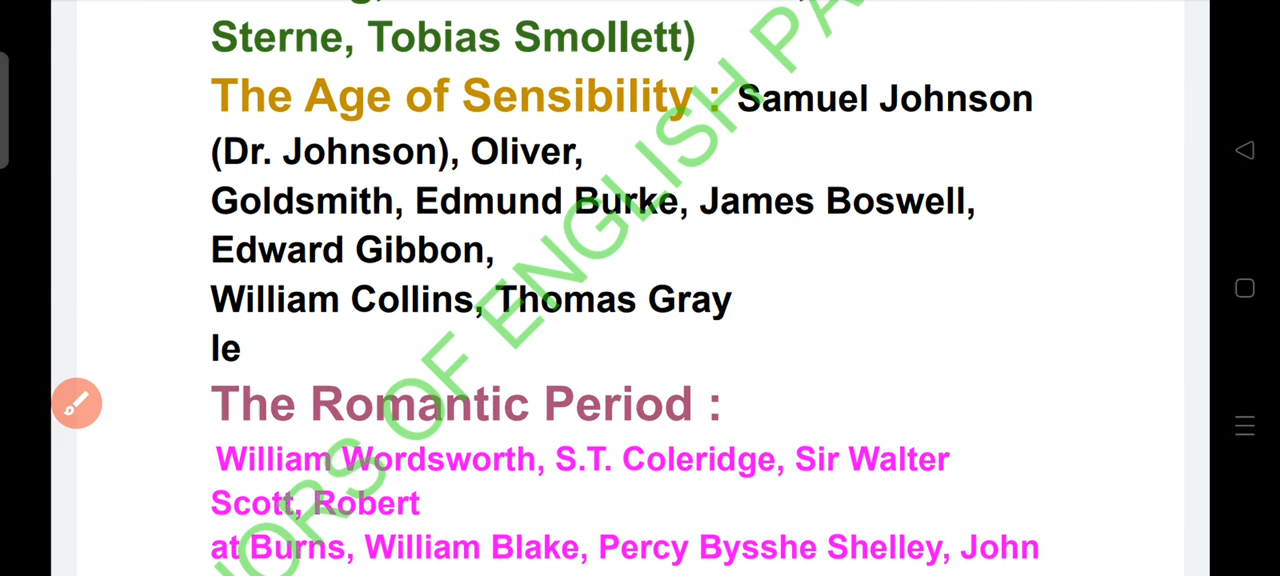 Sterne, Tobias Smollett)
The Age of Sensibility : Samuel Johnson
(Dr. Johnson), Oliver,
Goldsmith, Edmund Burke, James Boswell,
Edward Gibbon,
William Collins, Thomas Gray
le
The Romantic Period :
William Wordsworth, S.T. Coleridge, Sir Walter
Scott, Robert
at Burns, William Blake, Percy Bysshe Shelley, John
OF ENGLISH